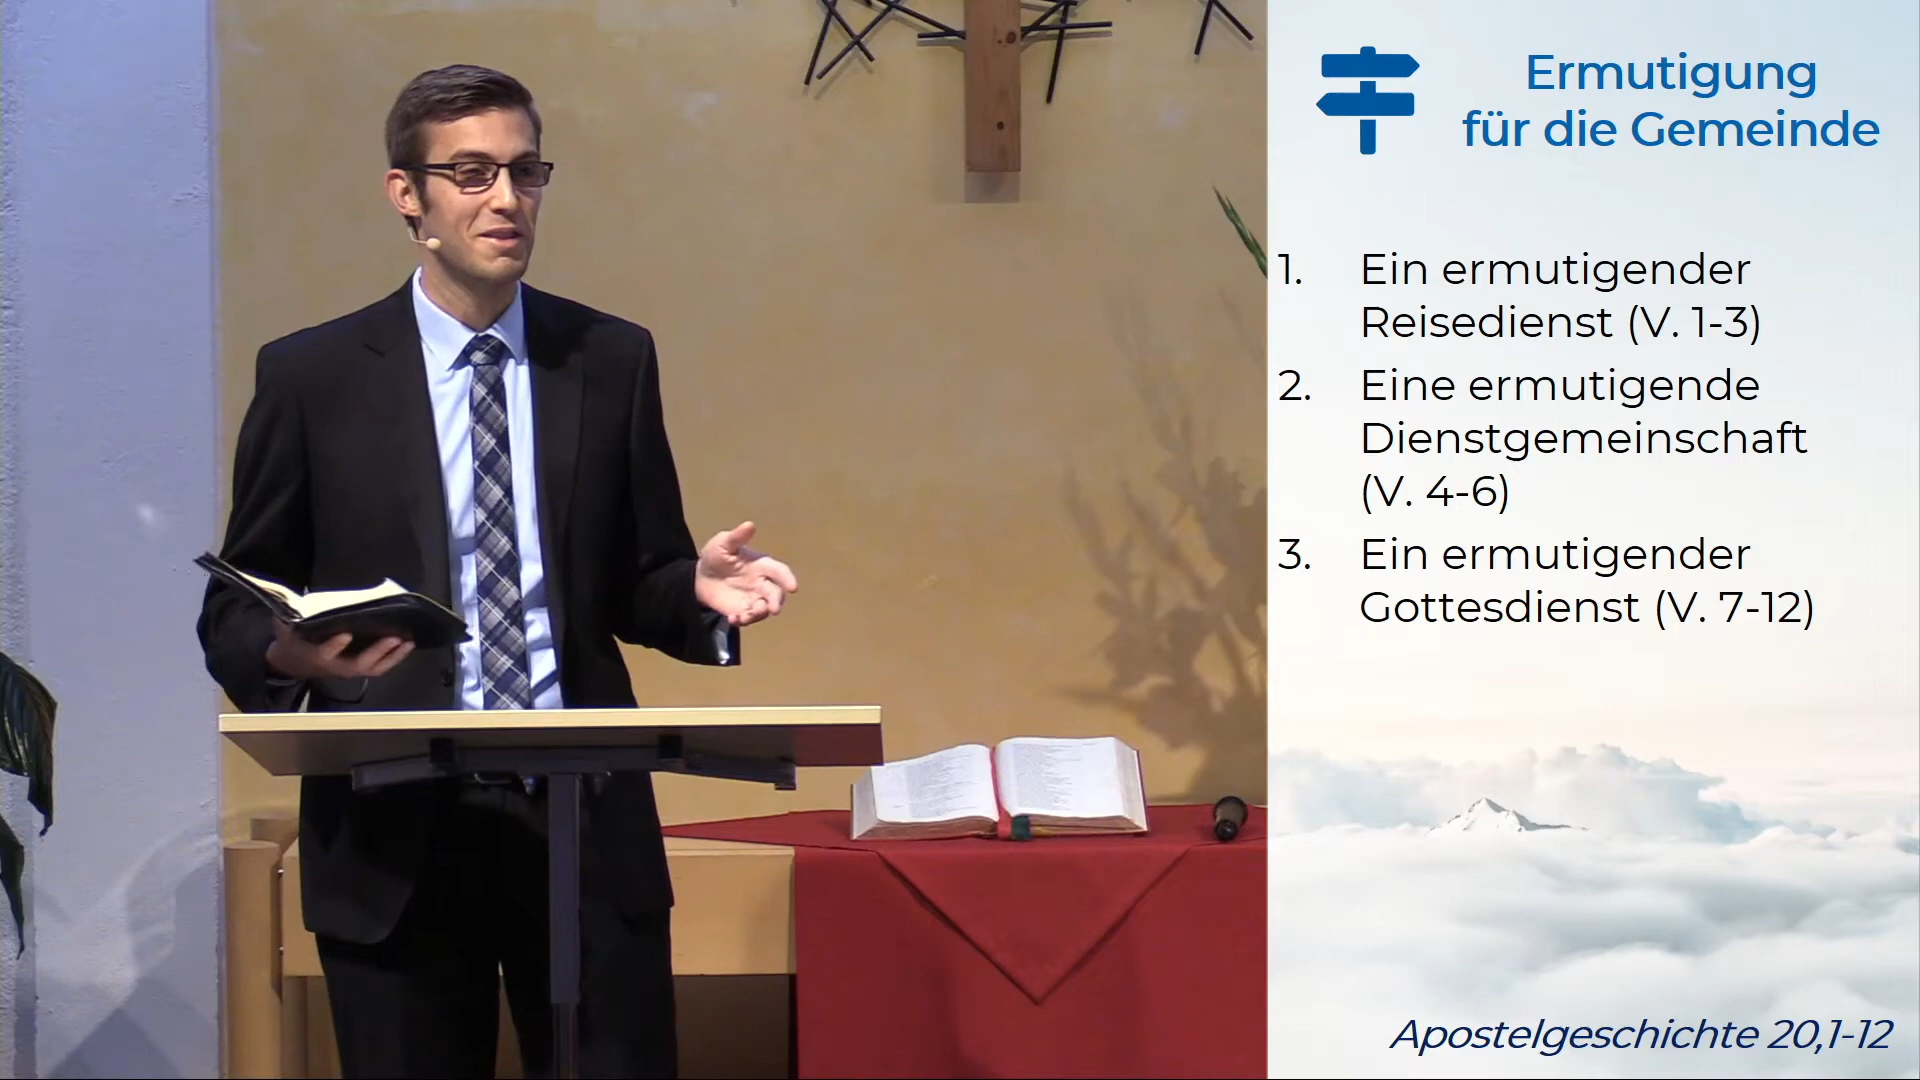 Ermutigung
für die Gemeinde
1. Ein ermutigender
Reisedienst (V. 1-3)
2. Eine ermutigende
Dienstgemeinschaft
(V. 4-6)
3. Ein ermutigender
Gottesdienst (V. 7-12)
Apostelgeschichte 20,1-12